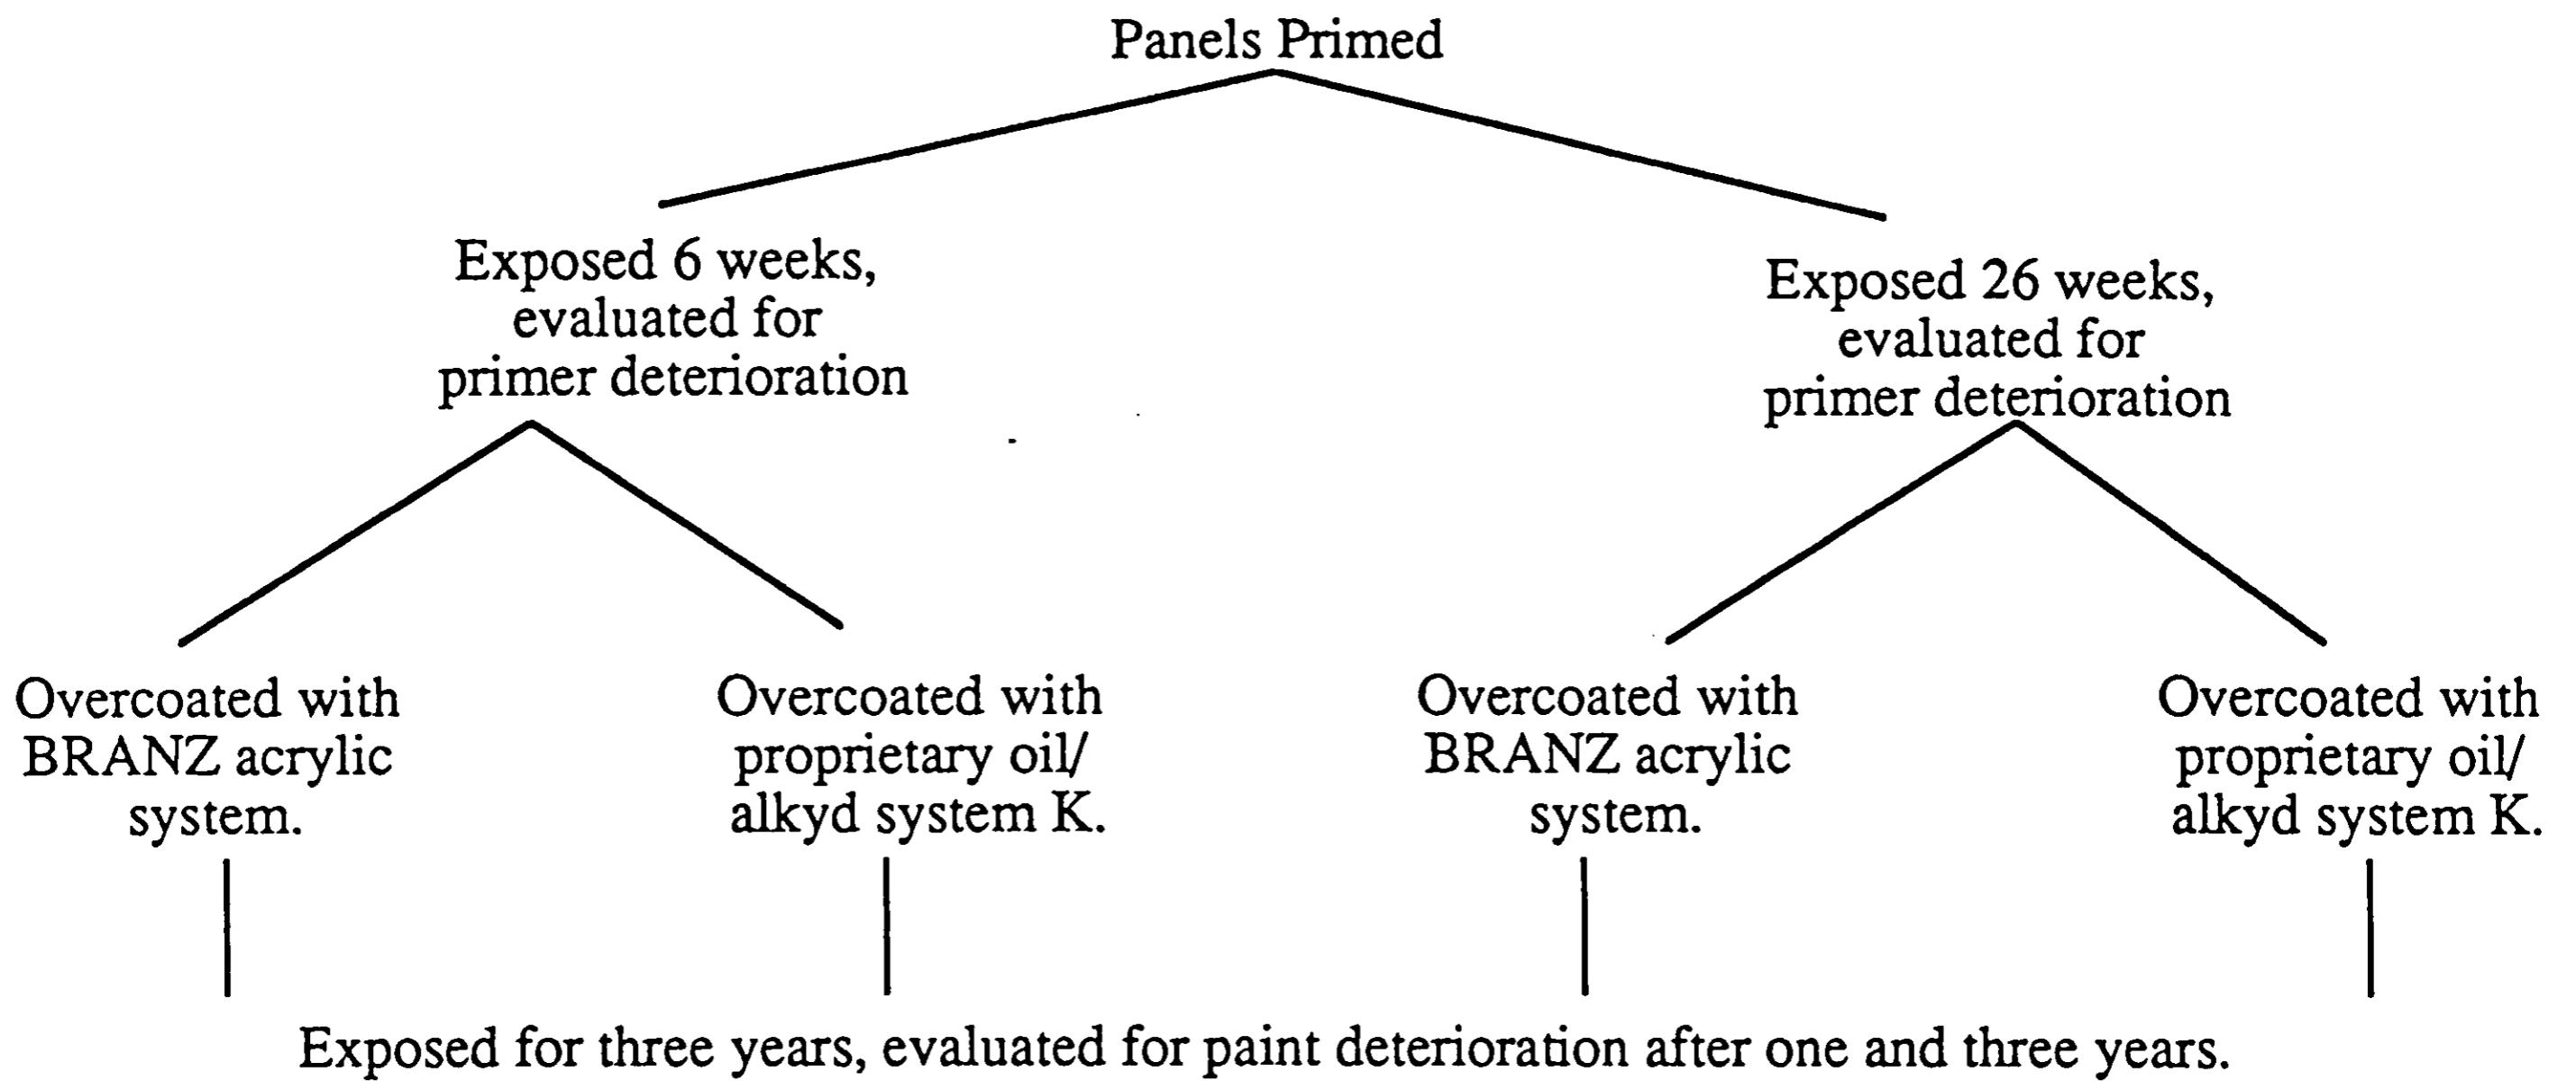 Panels Primed
Exposed 6 weeks,
evaluated for
primer deterioration
Exposed 26 weeks,
evaluated for
primer deterioration
Overcoated with
BRANZ acrylic
system.
Overcoated with
proprietary oil/
alkyd system K.
Overcoated with
BRANZ acrylic
system.
Overcoated with
proprietary oil/
alkyd system K.
Exposed for three years, evaluated for paint deterioration after one and three years.